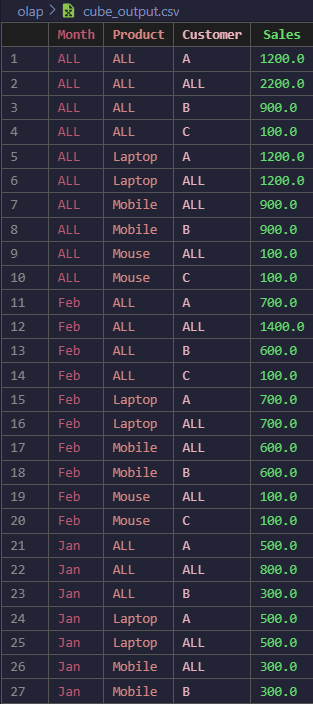 olap > cube_output.csv
Month Product Customer Sales
1 ALL ALL A 1200.0
2 ALL ALL ALL 2200.0
3 ALL ALL B 900.0
4 ALL ALL C 100.0
5 ALL Laptop A 1200.0
6 ALL Laptop ALL 1200.0
7 ALL Mobile ALL 900.0
8 ALL Mobile B 900.0
9 ALL Mouse ALL 100.0
10 ALL Mouse C 100.0
11 Feb ALL A 700.0
12 Feb ALL ALL 1400.0
13 Feb ALL B 600.0
14 Feb ALL C 100.0
15 Feb Laptop A 700.0
16 Feb Laptop ALL 700.0
17 Feb Mobile ALL 600.0
18 Feb Mobile B 600.0
19 Feb Mouse ALL 100.0
20 Feb Mouse C 100.0
21 Jan ALL A 500.0
22 Jan ALL ALL 800.0
23 Jan ALL B 300.0
24 Jan Laptop A 500.0
25 Jan Laptop ALL 500.0
26 Jan Mobile ALL 300.0
27 Jan Mobile B 300.0